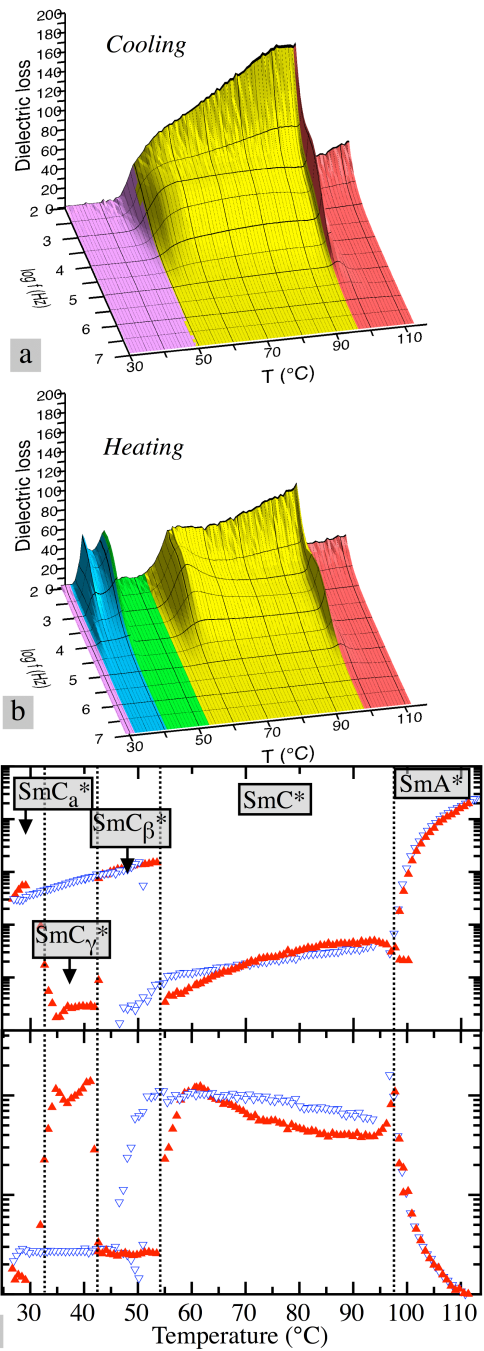 200
180
160
140
120
100
80
60
40
20
0
Dielectric loss
Cooling
2
3
4
5
6
7
log f (Hz)
30
50
70
90
110
T (°C)
a
200
180
160
140
120
100
80
60
40
20
0
Dielectric loss
Heating
2
3
4
5
6
7
log f (Hz)
30
50
70
90
110
T (°C)
b
SmCa*
SmCβ*
SmC*
SmA*
SmCγ*
30 40 50 60 70 80 90 100 110
Temperature (°C)